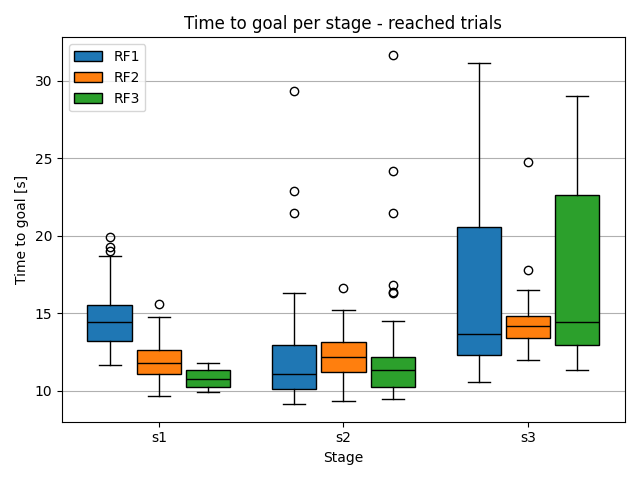 Time to goal per stage - reached trials
RF1
RF2
RF3
Time to goal [s]
30
25
20
15
10
s1 s2 s3
Stage